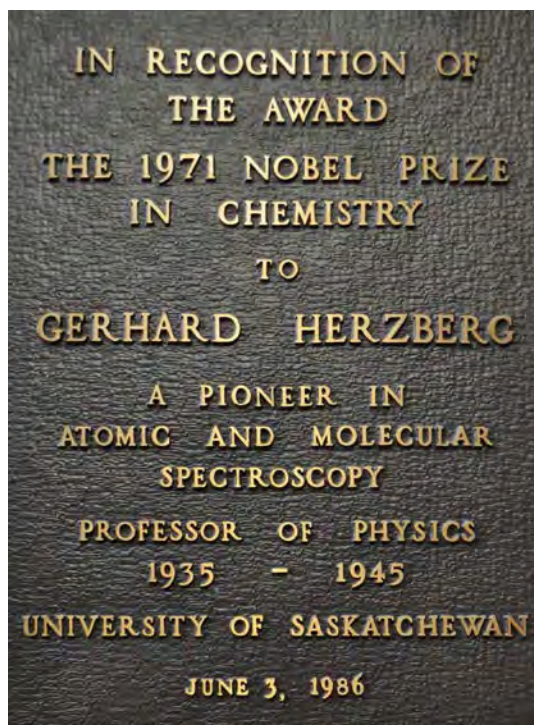 IN RECOGNITION OF
THE AWARD
THE 1971 NOBEL PRIZE
IN CHEMISTRY
TO
GERHARD HERZBERG
A PIONEER IN
ATOMIC AND MOLECULAR
SPECTROSCOPY
PROFESSOR OF PHYSICS
1935 - 1945
UNIVERSITY OF SASKATCHEWAN
JUNE 3, 1986